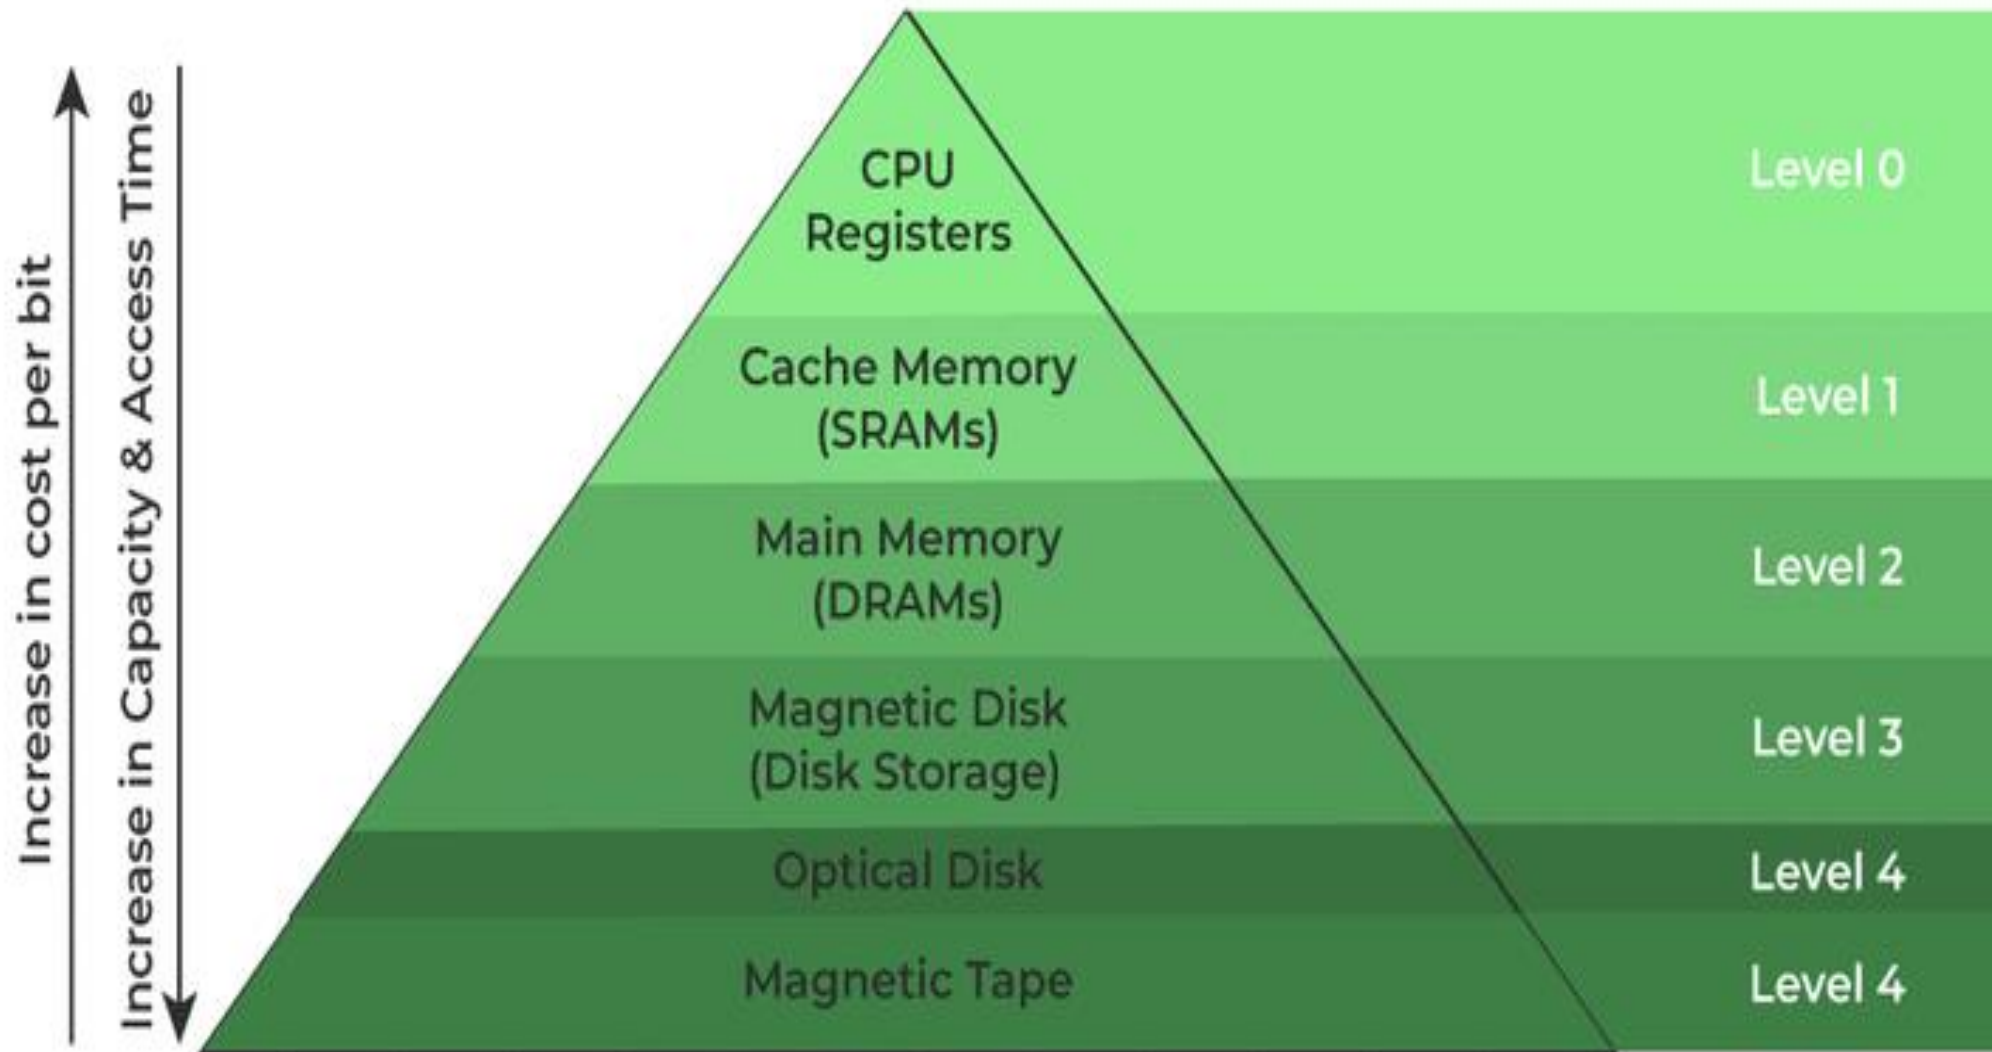 Increase in cost per bit
Increase in Capacity & Access Time
CPU
Registers
Level 0
Cache Memory
(SRAMs)
Level 1
Main Memory
(DRAMs)
Level 2
Magnetic Disk
(Disk Storage)
Level 3
Optical Disk
Level 4
Magnetic Tape
Level 4